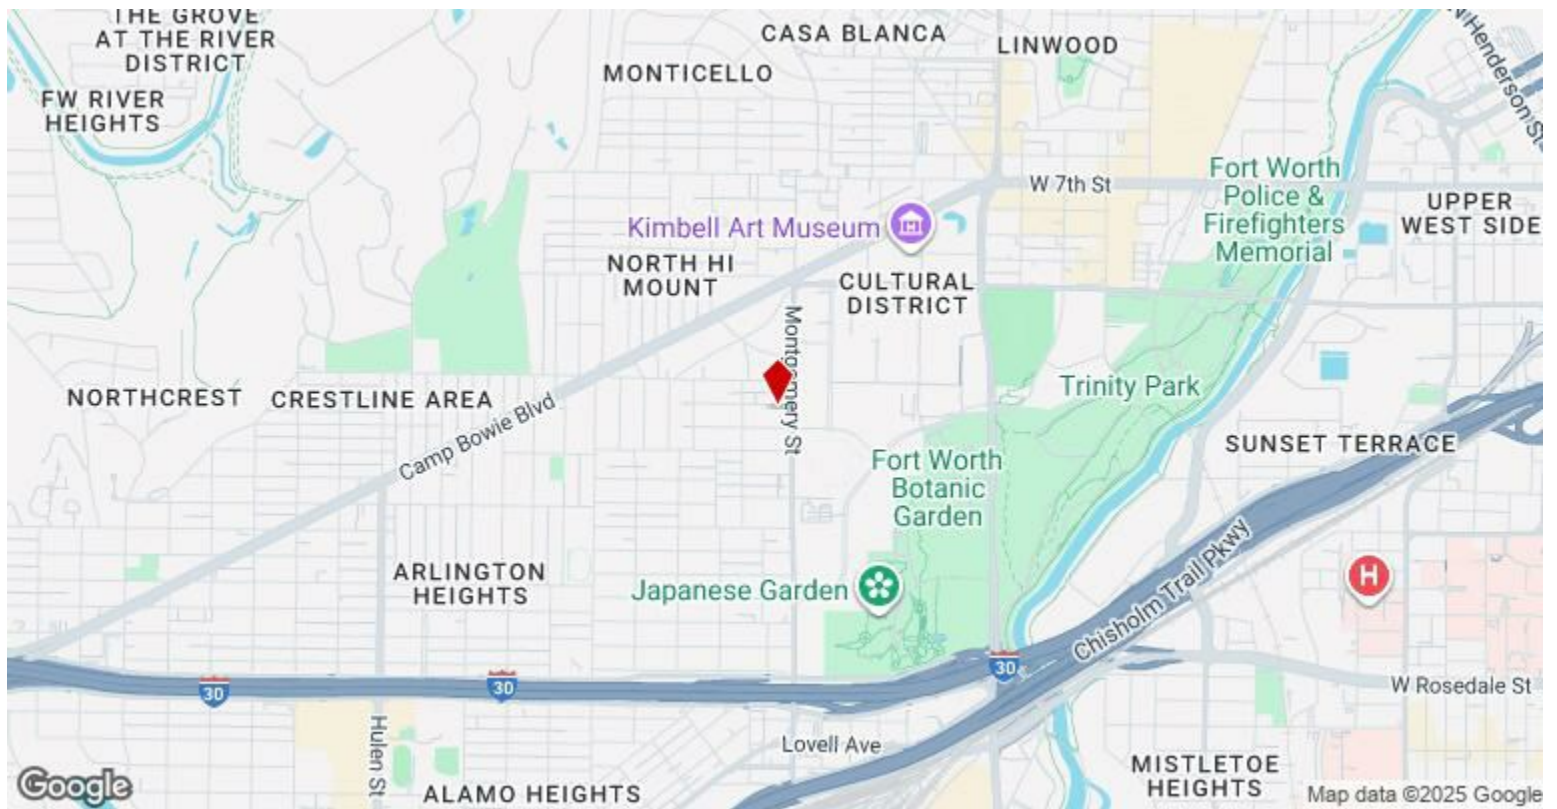 THE GROVE
AT THE RIVER
DISTRICT
CASA BLANCA
LINWOOD
N Henderson St
MONTICELLO
FW RIVER
HEIGHTS
W 7th St
Fort Worth
Police &
Firefighters
Memorial
UPPER
WEST SIDE
Kimbell Art Museum
NORTH HI
MOUNT
CULTURAL
DISTRICT
Montgomery St
NORTHCREST
CRESTLINE AREA
Camp Bowie Blvd
Trinity Park
SUNSET TERRACE
Fort Worth
Botanic
Garden
ARLINGTON
HEIGHTS
Japanese Garden
H
Chisholm Trail Pkwy
30
30
30
W Rosedale St
Hulen St
Lovell Ave
MISTLETOE
HEIGHTS
ALAMO HEIGHTS
Google
Map data ©2025 Google